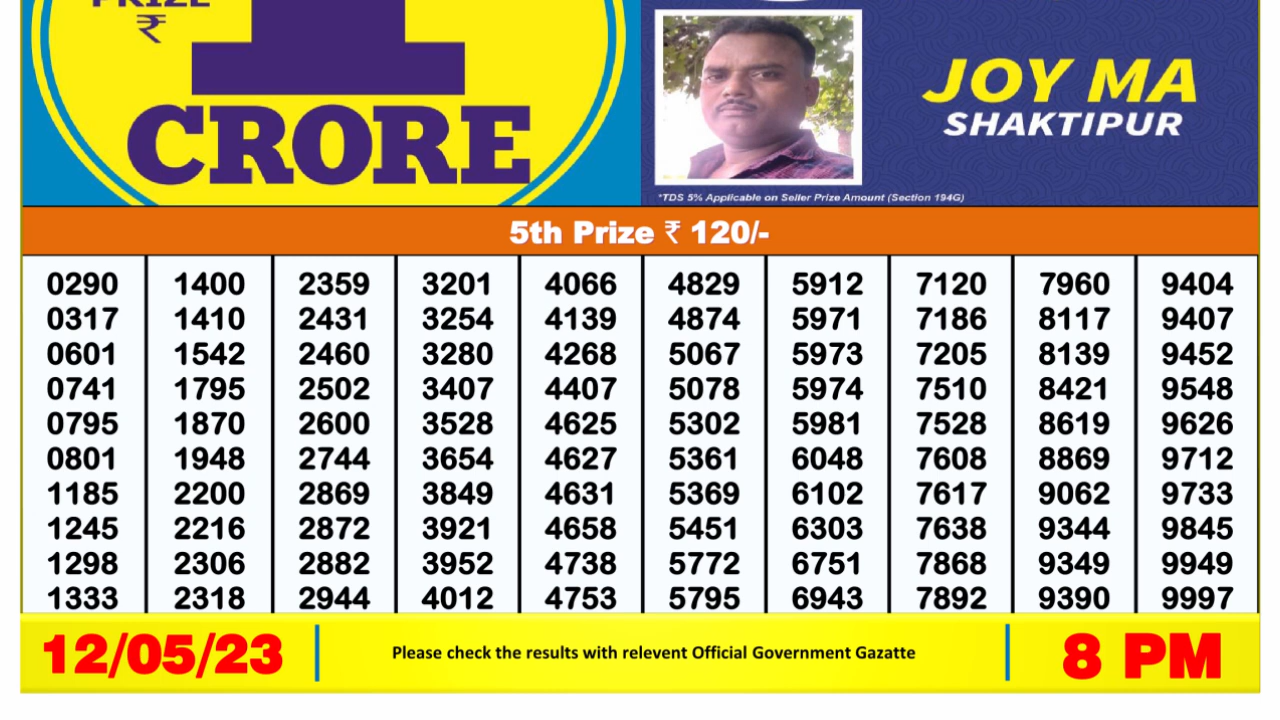 PRIZE
₹
1
CRORE
JOY MA
SHAKTIPUR
*TDS 5% Applicable on Seller Prize Amount (Section 194G)
5th Prize ₹ 120/-
0290 1400 2359 3201 4066 4829 5912 7120 7960 9404
0317 1410 2431 3254 4139 4874 5971 7186 8117 9407
0601 1542 2460 3280 4268 5067 5973 7205 8139 9452
0741 1795 2502 3407 4407 5078 5974 7510 8421 9548
0795 1870 2600 3528 4625 5302 5981 7528 8619 9626
0801 1948 2744 3654 4627 5361 6048 7608 8869 9712
1185 2200 2869 3849 4631 5369 6102 7617 9062 9733
1245 2216 2872 3921 4658 5451 6303 7638 9344 9845
1298 2306 2882 3952 4738 5772 6751 7868 9349 9949
1333 2318 2944 4012 4753 5795 6943 7892 9390 9997
12/05/23 Please check the results with relevent Official Government Gazatte 8 PM